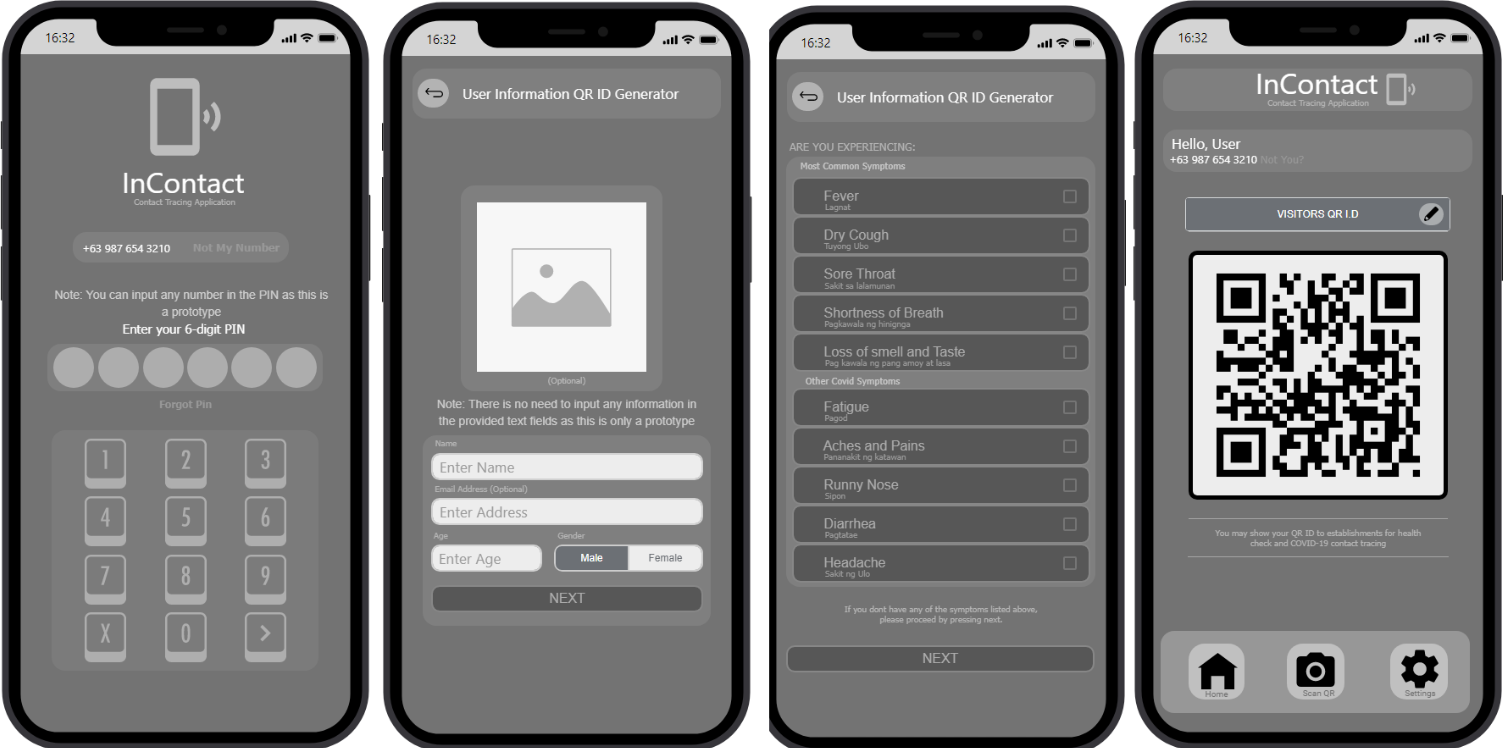 16:32
InContact
Contact Tracing Application
+63 987 654 3210 Not My Number
Note: You can input any number in the PIN as this is
a prototype
Enter your 6-digit PIN
Forgot Pin
1 2 3
4 5 6
7 8 9
X 0 >
16:32
User Information QR ID Generator
(Optional)
Note: There is no need to input any information in
the provided text fields as this is only a prototype
Name
Enter Name
Email Address (Optional)
Enter Address
Age Gender
Enter Age Male Female
NEXT
16:32
User Information QR ID Generator
ARE YOU EXPERIENCING:
Most Common Symptoms
Fever
Lagnat
Dry Cough
Tuyong Ubo
Sore Throat
Sakit sa lalamunan
Shortness of Breath
Pagkawala ng hinignga
Loss of smell and Taste
Pag kawala ng pang amoy at lasa
Other Covid Symptoms
Fatigue
Pagod
Aches and Pains
Pananakit ng katawan
Runny Nose
Sipon
Diarrhea
Pagtatae
Headache
Sakit ng Ulo
If you dont have any of the symptoms listed above,
please proceed by pressing next.
NEXT
16:32
InContact
Contact Tracing Application
Hello, User
+63 987 654 3210 Not You?
VISITORS QR I.D
You may show your QR ID to establishments for health
check and COVID-19 contact tracing
Home Scan QR Settings